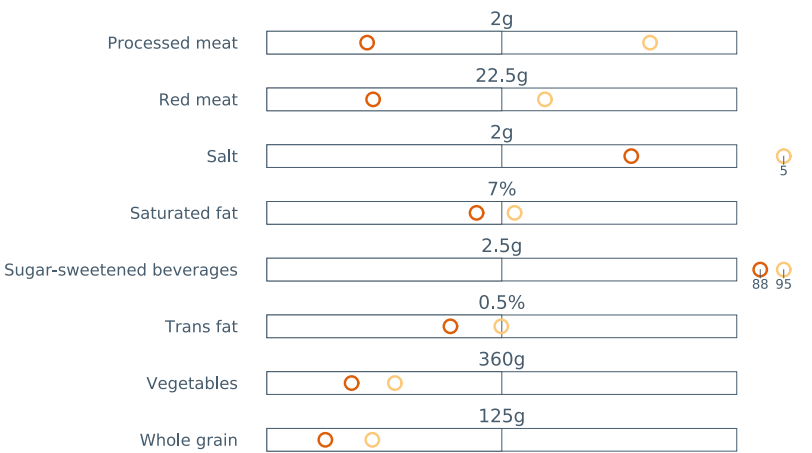 2g
Processed meat
22.5g
Red meat
2g
Salt
5
7%
Saturated fat
2.5g
Sugar-sweetened beverages
88 95
0.5%
Trans fat
360g
Vegetables
125g
Whole grain